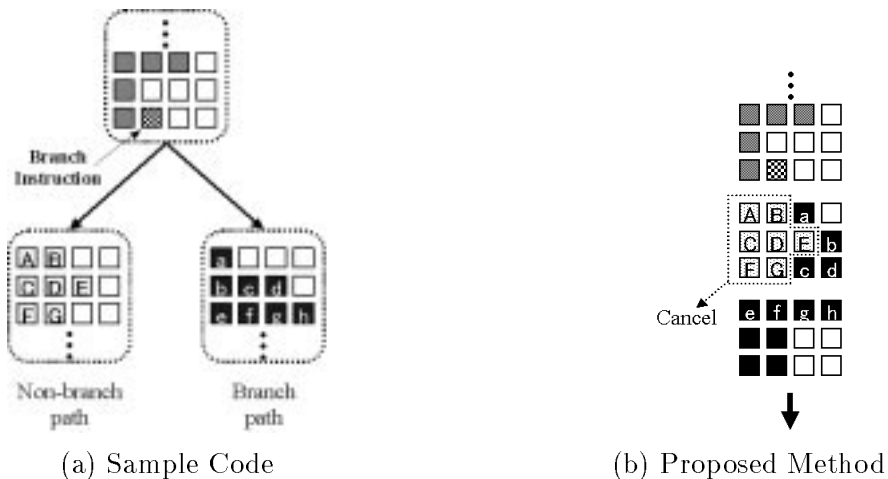 Branch
Instruction
A B
C D E
F G
a
b c d
e f g h
Non-branch
path
Branch
path
(a) Sample Code
A B a
C D E b
F G c d
Cancel
e f g h
(b) Proposed Method